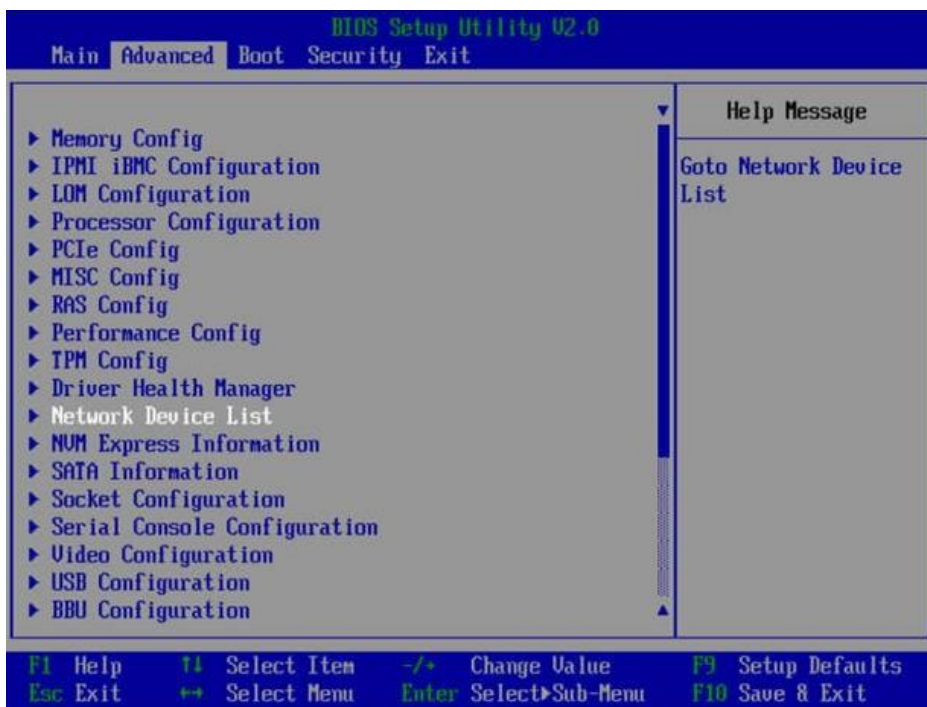 BIOS Setup Utility V2.0
Main Advanced Boot Security Exit
▶ Memory Config
▶ IPMI iBMC Configuration
▶ LOM Configuration
▶ Processor Configuration
▶ PCIe Config
▶ MISC Config
▶ RAS Config
▶ Performance Config
▶ TPM Config
▶ Driver Health Manager
▶ Network Device List
▶ NVM Express Information
▶ SATA Information
▶ Socket Configuration
▶ Serial Console Configuration
▶ Video Configuration
▶ USB Configuration
▶ BBU Configuration
Help Message
Goto Network Device
List
F1 Help ↑↓ Select Item -/+ Change Value F9 Setup Defaults
Esc Exit ↔ Select Menu Enter Select▶Sub-Menu F10 Save & Exit